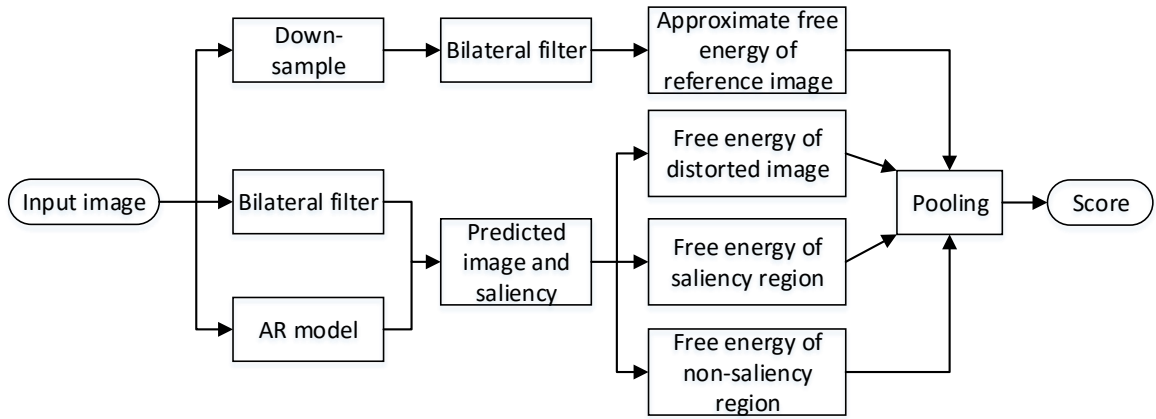 Input image
Down-
sample
Bilateral filter
Approximate free
energy of
reference image
Bilateral filter
AR model
Predicted
image and
saliency
Free energy of
distorted image
Free energy of
saliency region
Free energy of
non-saliency
region
Pooling
Score